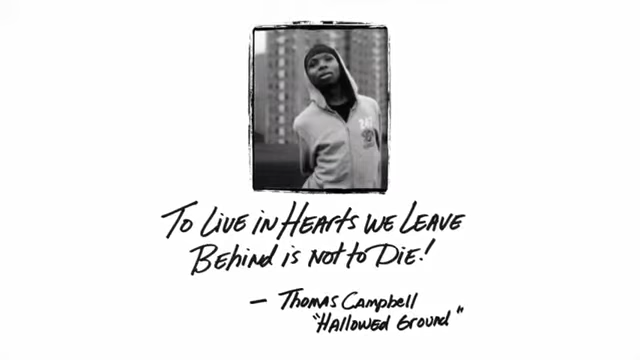 To Live in Hearts We Leave
Behind is not to Die!
— Thomas Campbell
"Hallowed Ground"